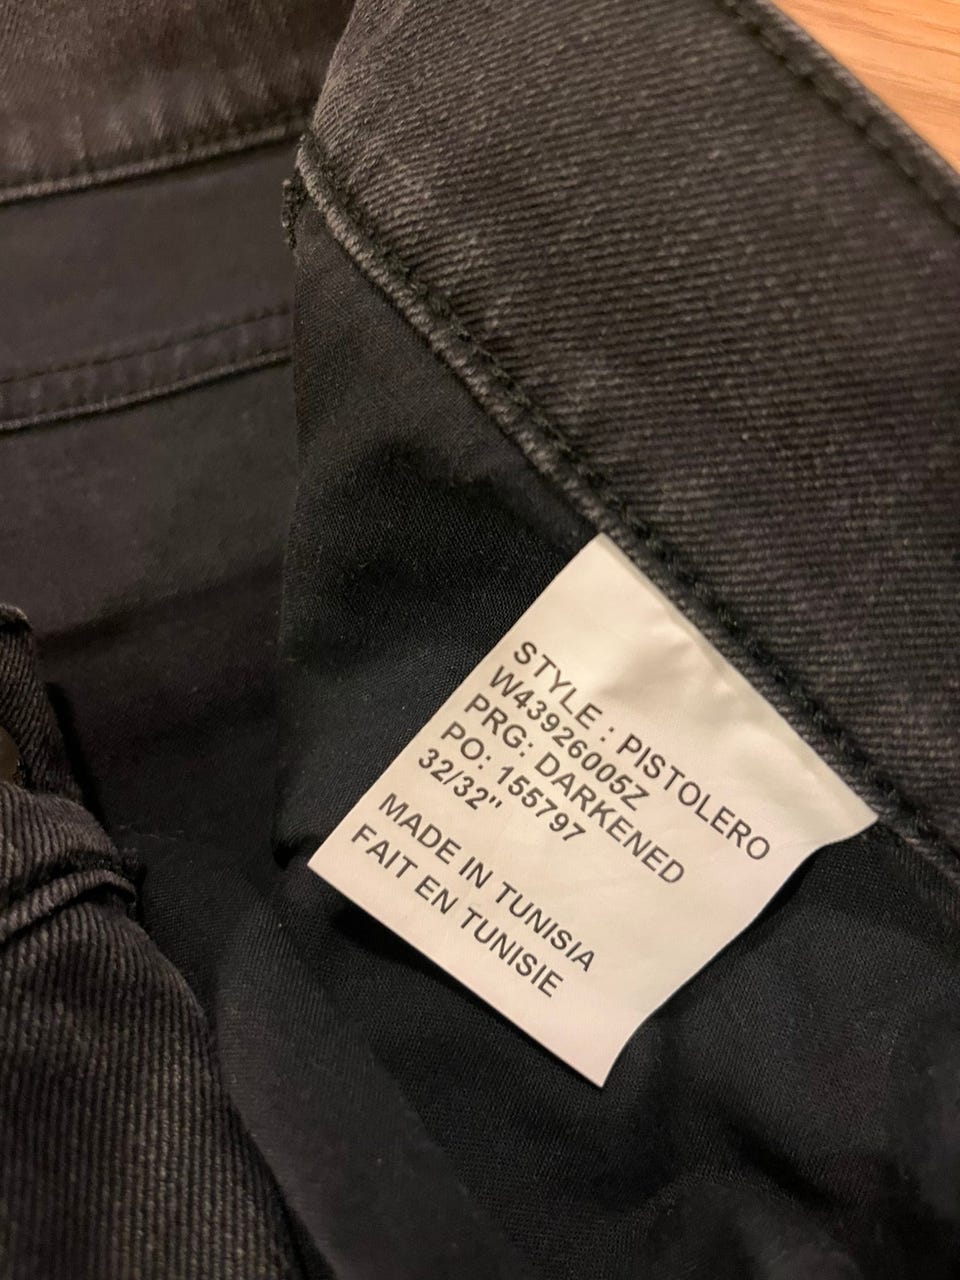 STYLE : PISTOLERO
W43926005Z
PRG: DARKENED
PO: 155797
32/32"
MADE IN TUNISIA
FAIT EN TUNISIE